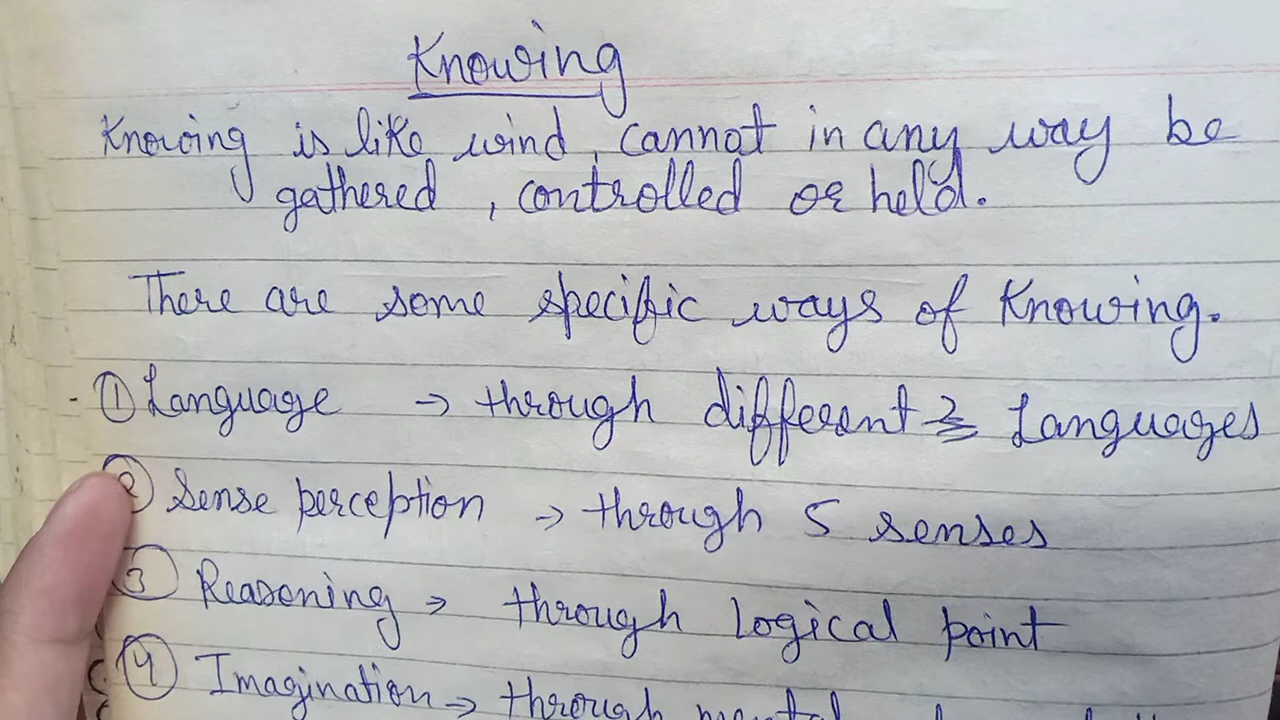 Knowing
Knowing is like wind, cannot in any way be
gathered, controlled or held.
There are some specific ways of Knowing.
- ① Language → through different Languages
② Sense perception → through 5 senses
③ Reasoning → through Logical point
④ Imagination → through mental